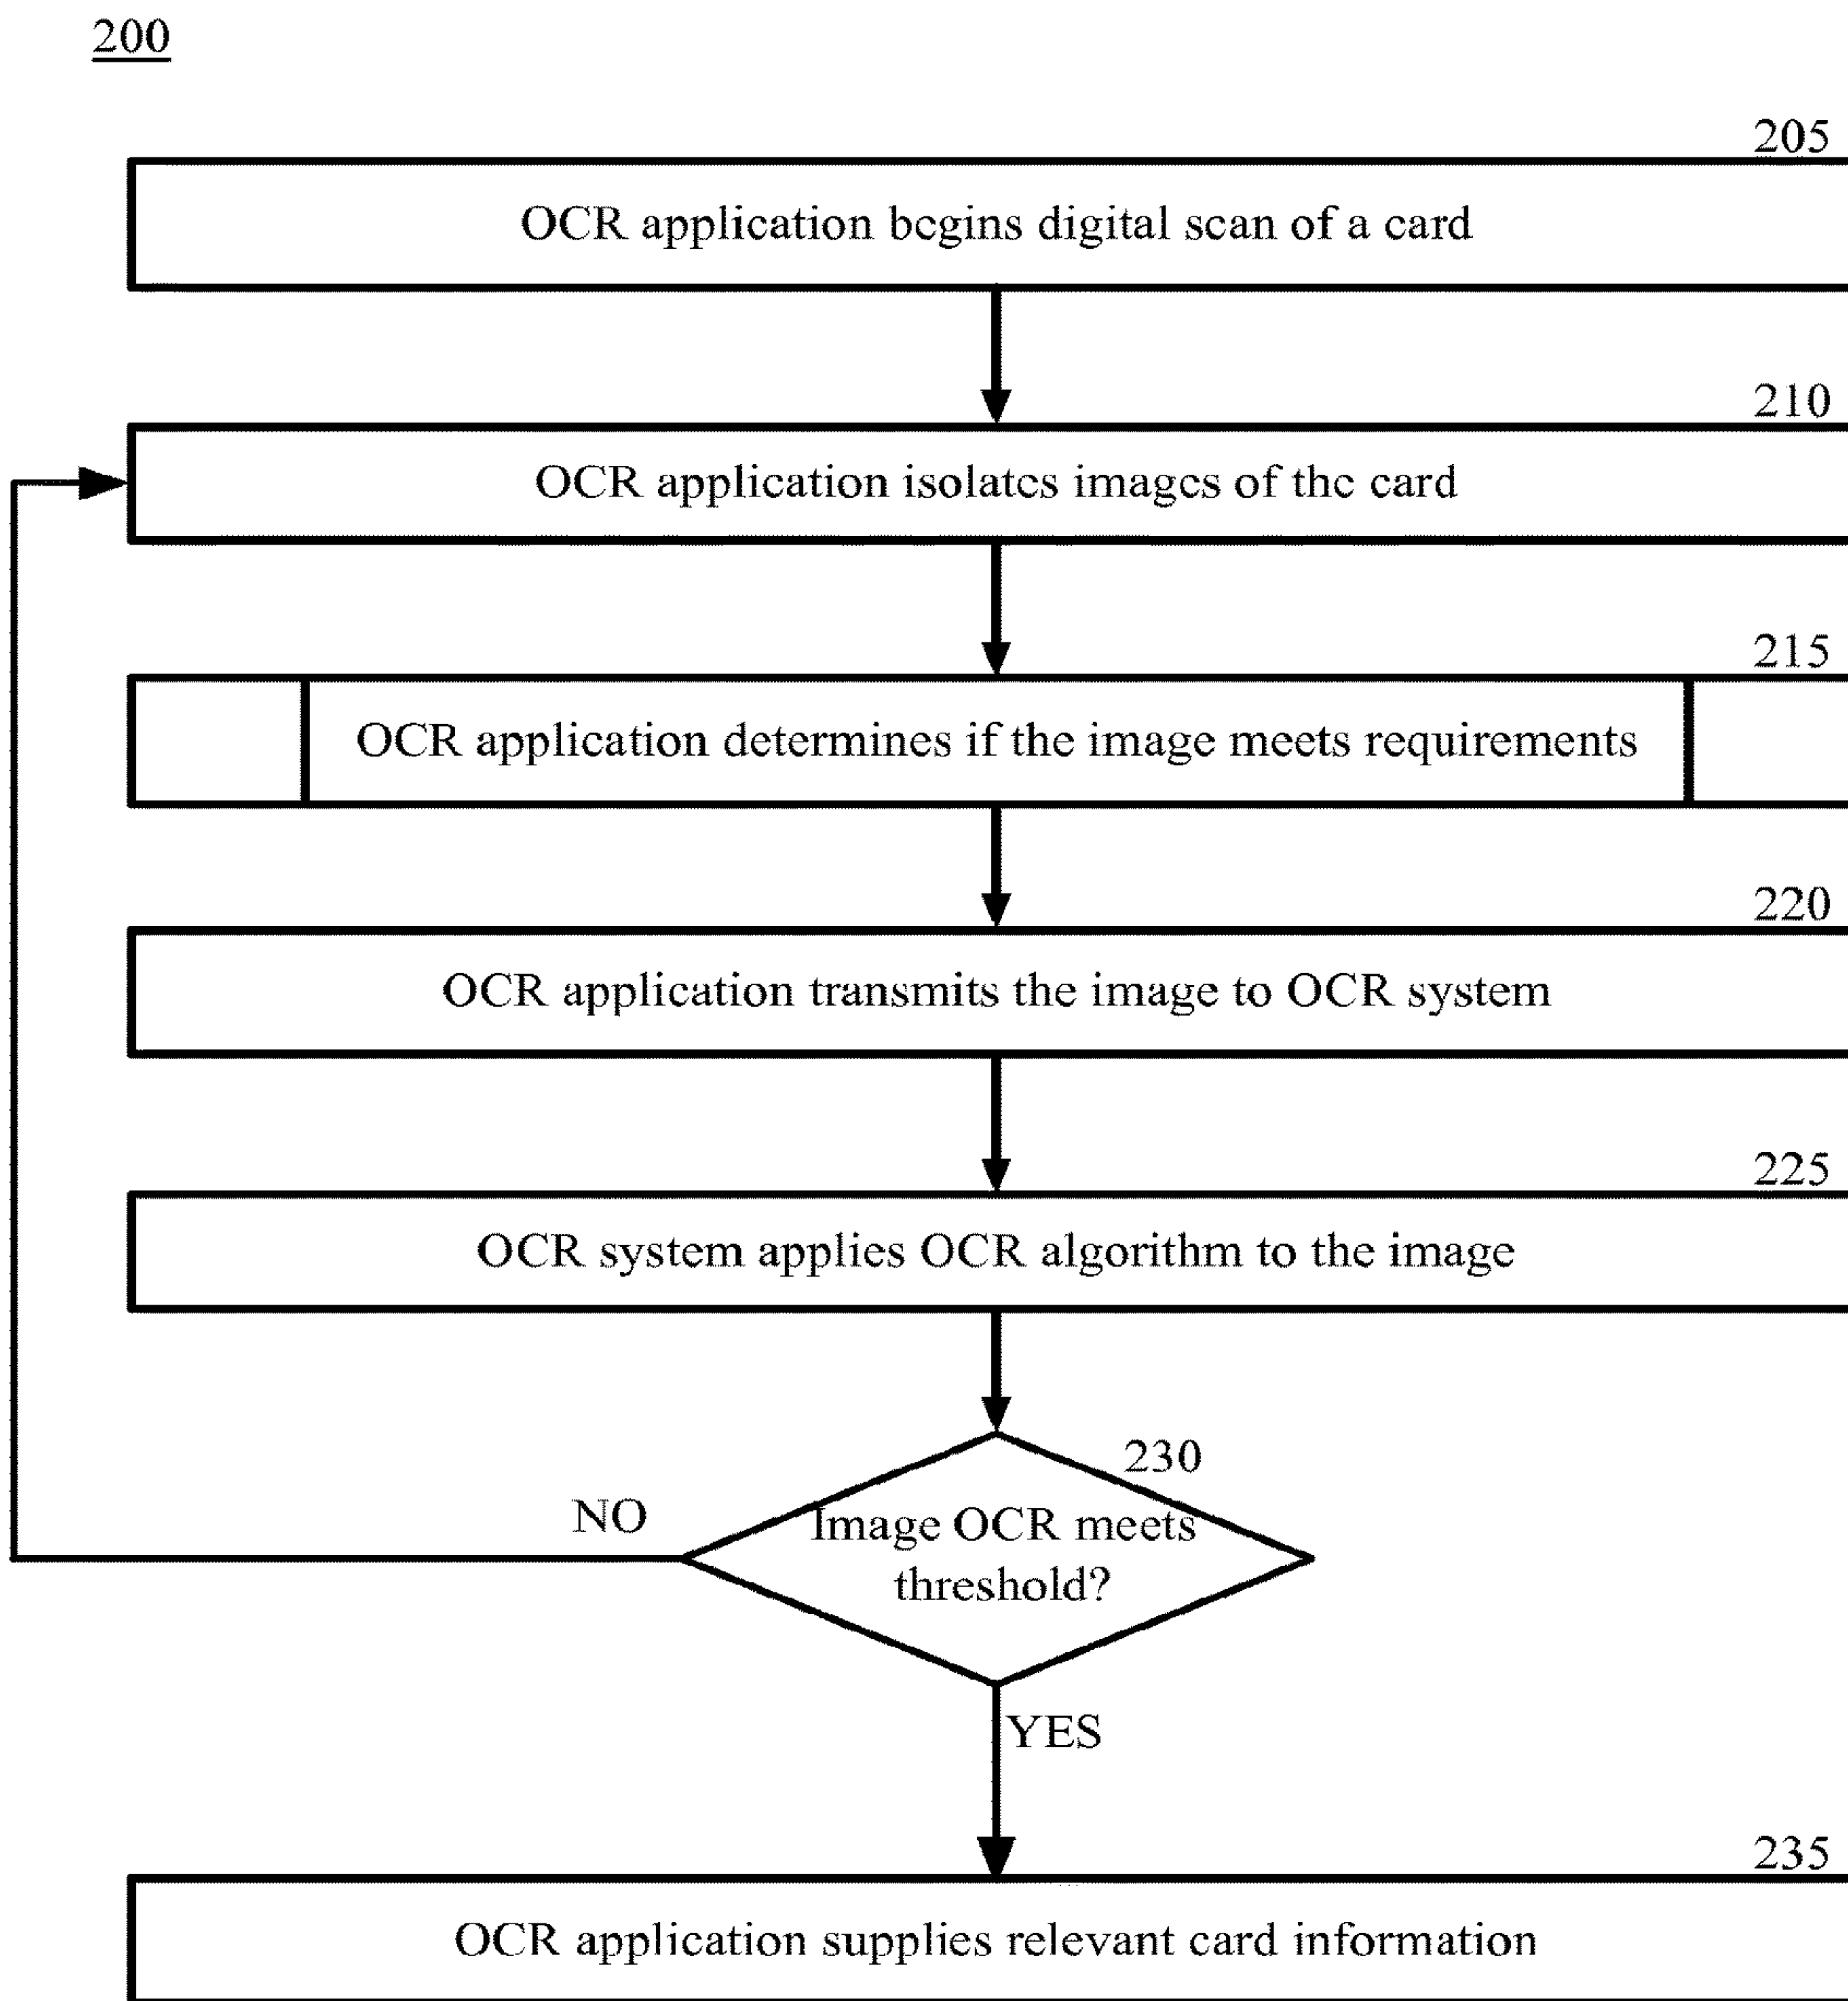 200
205
OCR application begins digital scan of a card
210
OCR application isolates images of the card
215
OCR application determines if the image meets requirements
220
OCR application transmits the image to OCR system
225
OCR system applies OCR algorithm to the image
230
NO
Image OCR meets
threshold?
YES
235
OCR application supplies relevant card information